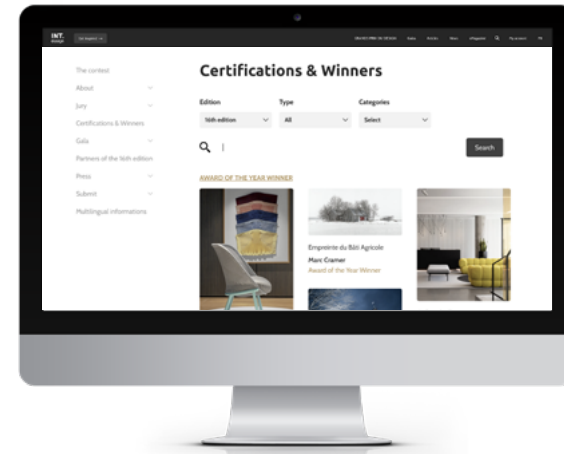 INT.
design
The contest
About
Jury
Certifications & Winners
Gala
Partners of the 16th edition
Press
Submit
Multilingual informations
Certifications & Winners
Edition Type Categories
16th edition All Select
Search
AWARD OF THE YEAR WINNER
Empreinte du Bâti Agricole
Marc Cramer
Award of the Year Winner